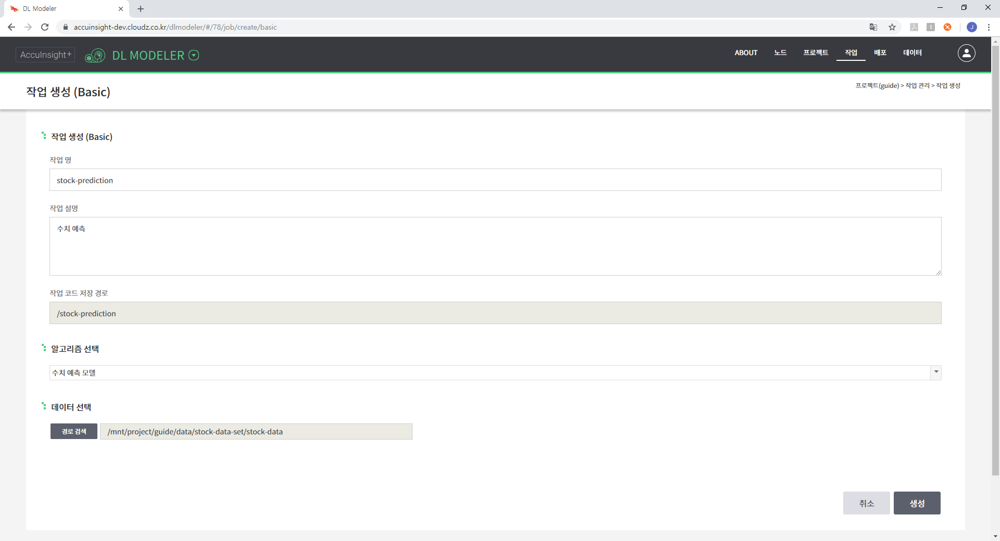 DL Modeler
accuinsight-dev.cloudz.co.kr/dlmodeler/#/78/job/create/basic
J
AccuInsight+
DL MODELER
ABOUT 노드 프로젝트 작업 배포 데이터
작업 생성 (Basic)
프로젝트(guide) > 작업 관리 > 작업 생성
작업 생성 (Basic)
작업 명
stock-prediction
작업 설명
수치 예측
작업 코드 저장 경로
/stock-prediction
알고리즘 선택
수치 예측 모델
데이터 선택
경로 검색 /mnt/project/guide/data/stock-data-set/stock-data
취소 생성